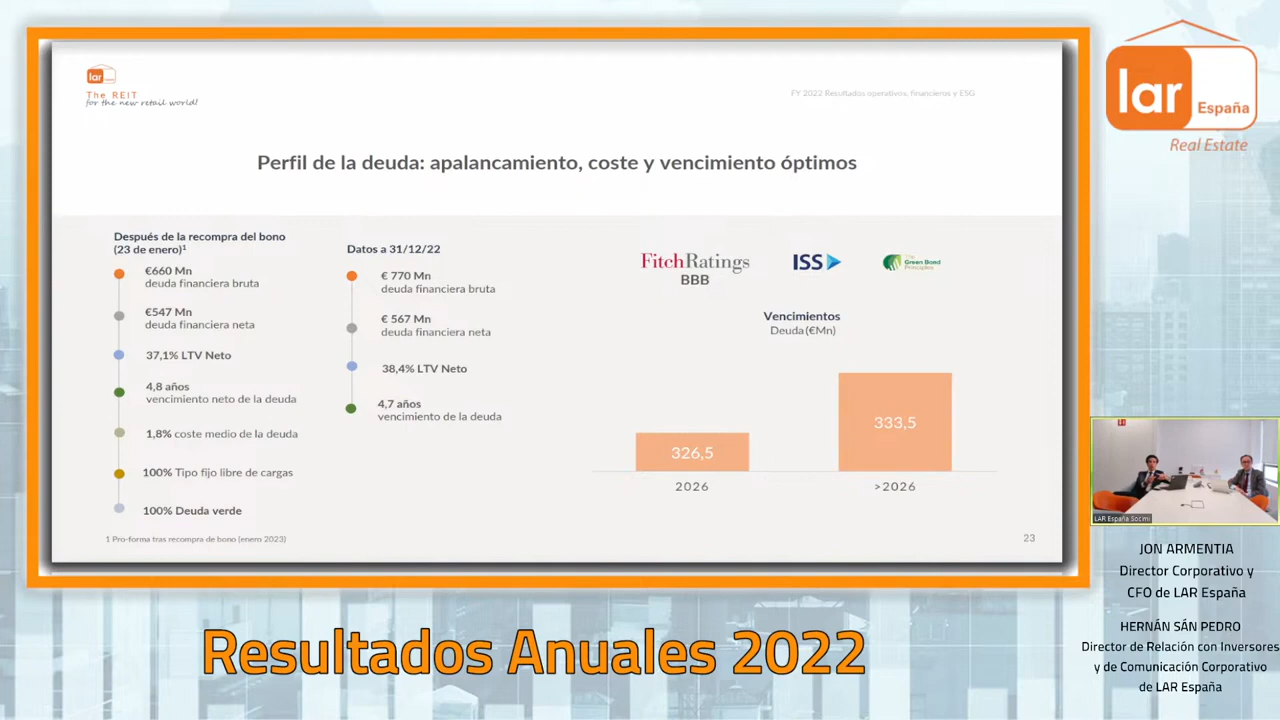 lar
The REIT
for the new retail world!
FY 2022 Resultados operativos, financieros y ESG
Perfil de la deuda: apalancamiento, coste y vencimiento óptimos
Después de la recompra del bono
(23 de enero)¹
€660 Mn
deuda financiera bruta
€547 Mn
deuda financiera neta
37,1% LTV Neto
4,8 años
vencimiento neto de la deuda
1,8% coste medio de la deuda
100% Tipo fijo libre de cargas
100% Deuda verde
1 Pro-forma tras recompra de bono (enero 2023)
Datos a 31/12/22
€ 770 Mn
deuda financiera bruta
€ 567 Mn
deuda financiera neta
38,4% LTV Neto
4,7 años
vencimiento de la deuda
FitchRatings
BBB
ISS
The
Green Bond
Principles
Vencimientos
Deuda (€Mn)
326,5
333,5
2026
>2026
23
lar
España
Real Estate
LAR España Socimi
JON ARMENTIA
Director Corporativo y
CFO de LAR España
HERNÁN SÁN PEDRO
Director de Relación con Inversores
y de Comunicación Corporativo
de LAR España
Resultados Anuales 2022